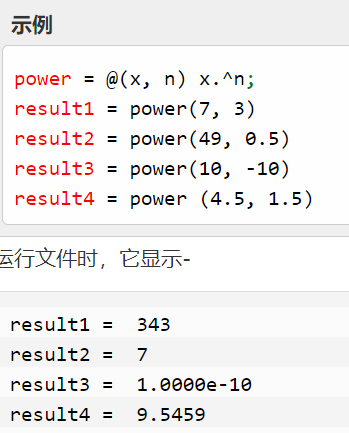 示例
power = @(x, n) x.^n;
result1 = power(7, 3)
result2 = power(49, 0.5)
result3 = power(10, -10)
result4 = power (4.5, 1.5)
运行文件时，它显示-
result1 =  343
result2 =  7
result3 =  1.0000e-10
result4 =  9.5459